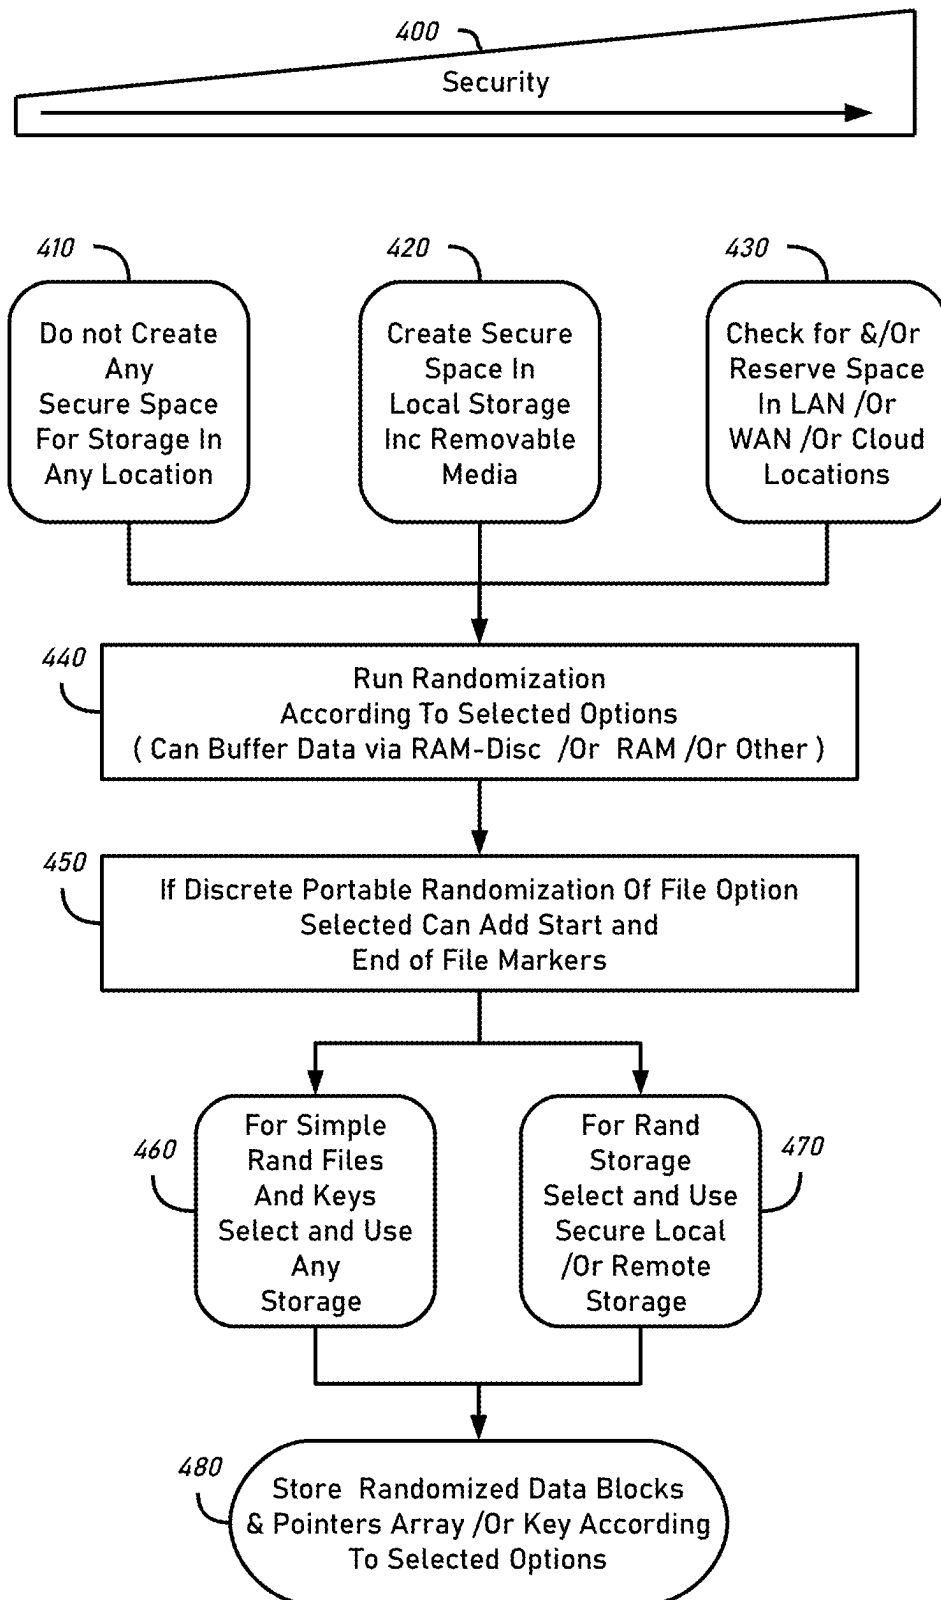 400
Security
410
Do not Create
Any
Secure Space
For Storage In
Any Location
420
Create Secure
Space In
Local Storage
Inc Removable
Media
430
Check for &/Or
Reserve Space
In LAN /Or
WAN /Or Cloud
Locations
440
Run Randomization
According To Selected Options
( Can Buffer Data via RAM-Disc /Or RAM /Or Other )
450
If Discrete Portable Randomization Of File Option
Selected Can Add Start and
End of File Markers
460
For Simple
Rand Files
And Keys
Select and Use
Any
Storage
470
For Rand
Storage
Select and Use
Secure Local
/Or Remote
Storage
480
Store Randomized Data Blocks
& Pointers Array /Or Key According
To Selected Options